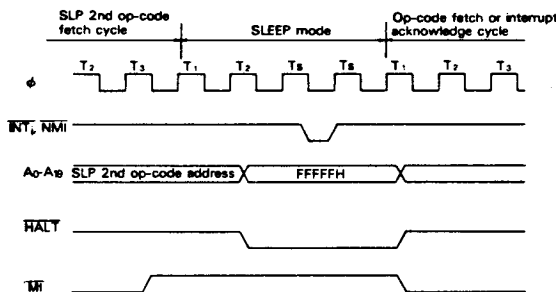 SLP 2nd op-code
fetch cycle
SLEEP mode
Op-code fetch or interrupt
acknowledge cycle
T₂ T₃ T₁ T₂ Ts Ts T₁ T₂ T₃
ϕ
INTᵢ, NMI
A₀-A₁₉ SLP 2nd op-code address FFFFFH
HALT
M1